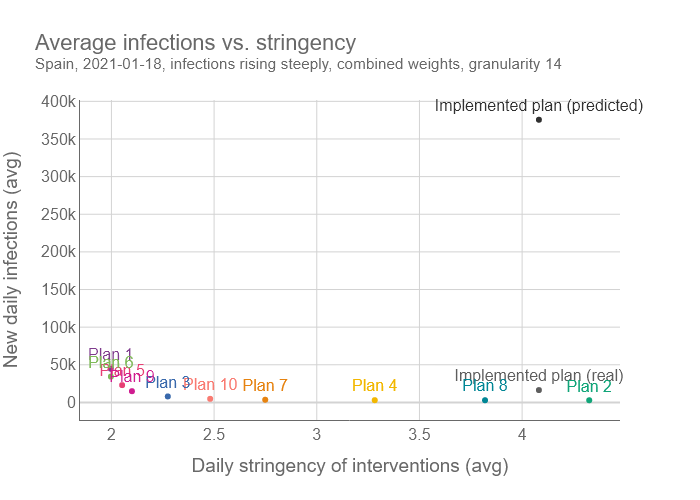 Average infections vs. stringency
Spain, 2021-01-18, infections rising steeply, combined weights, granularity 14
New daily infections (avg)
400k
350k
300k
250k
200k
150k
100k
50k
0
Implemented plan (predicted)
Plan 1
Plan 6
Plan 5
Plan 9
Plan 3
Plan 10
Plan 7
Plan 4
Plan 8
Implemented plan (real)
Plan 2
2
2.5
3
3.5
4
Daily stringency of interventions (avg)